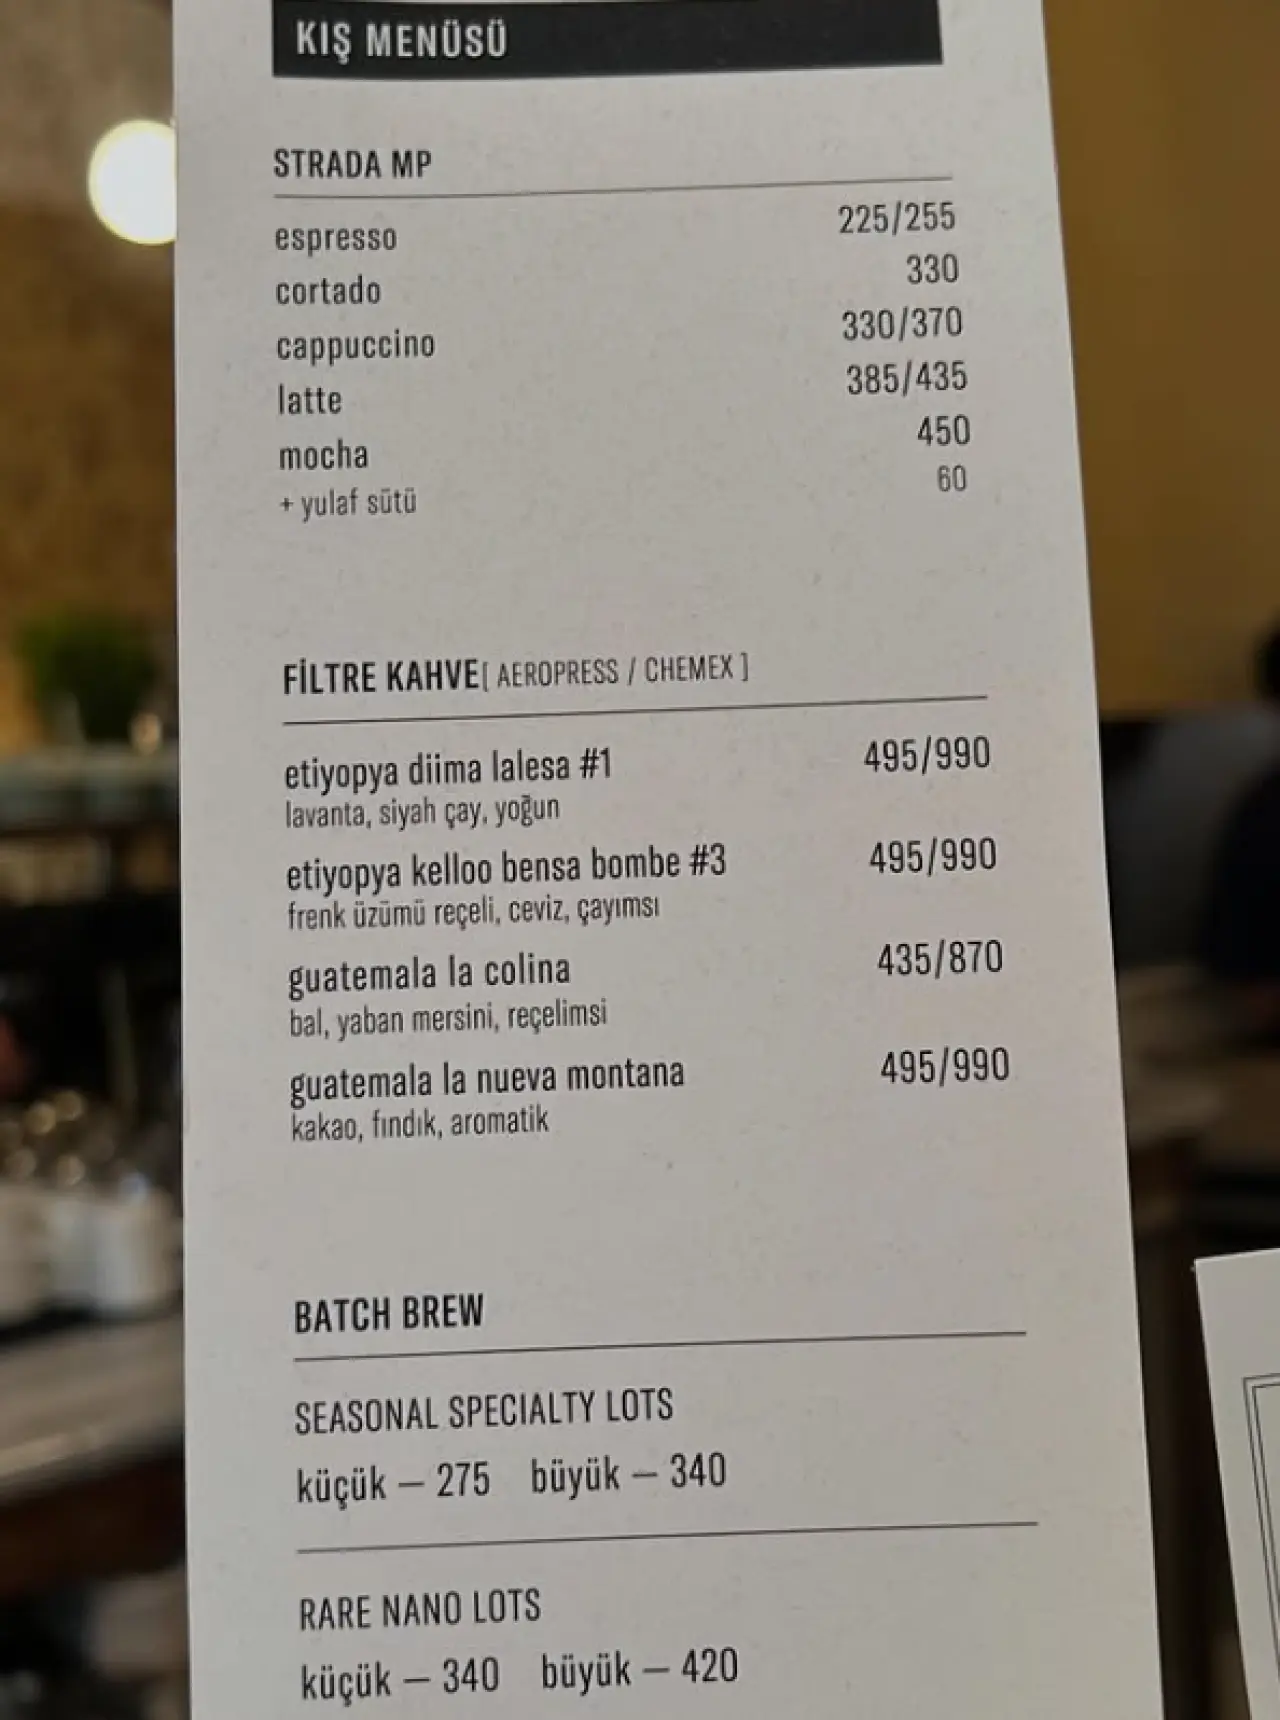 KIŞ MENÜSÜ
STRADA MP
espresso 225/255
cortado 330
cappuccino 330/370
latte 385/435
mocha 450
+ yulaf sütü 60
FİLTRE KAHVE[ AEROPRESS / CHEMEX ]
etiyopya diima lalesa #1 495/990
lavanta, siyah çay, yoğun
etiyopya kelloo bensa bombe #3 495/990
frenk üzümü reçeli, ceviz, çayımsı
guatemala la colina 435/870
bal, yaban mersini, reçelimsi
guatemala la nueva montana 495/990
kakao, fındık, aromatik
BATCH BREW
SEASONAL SPECIALTY LOTS
küçük – 275 büyük – 340
RARE NANO LOTS
küçük – 340 büyük – 420